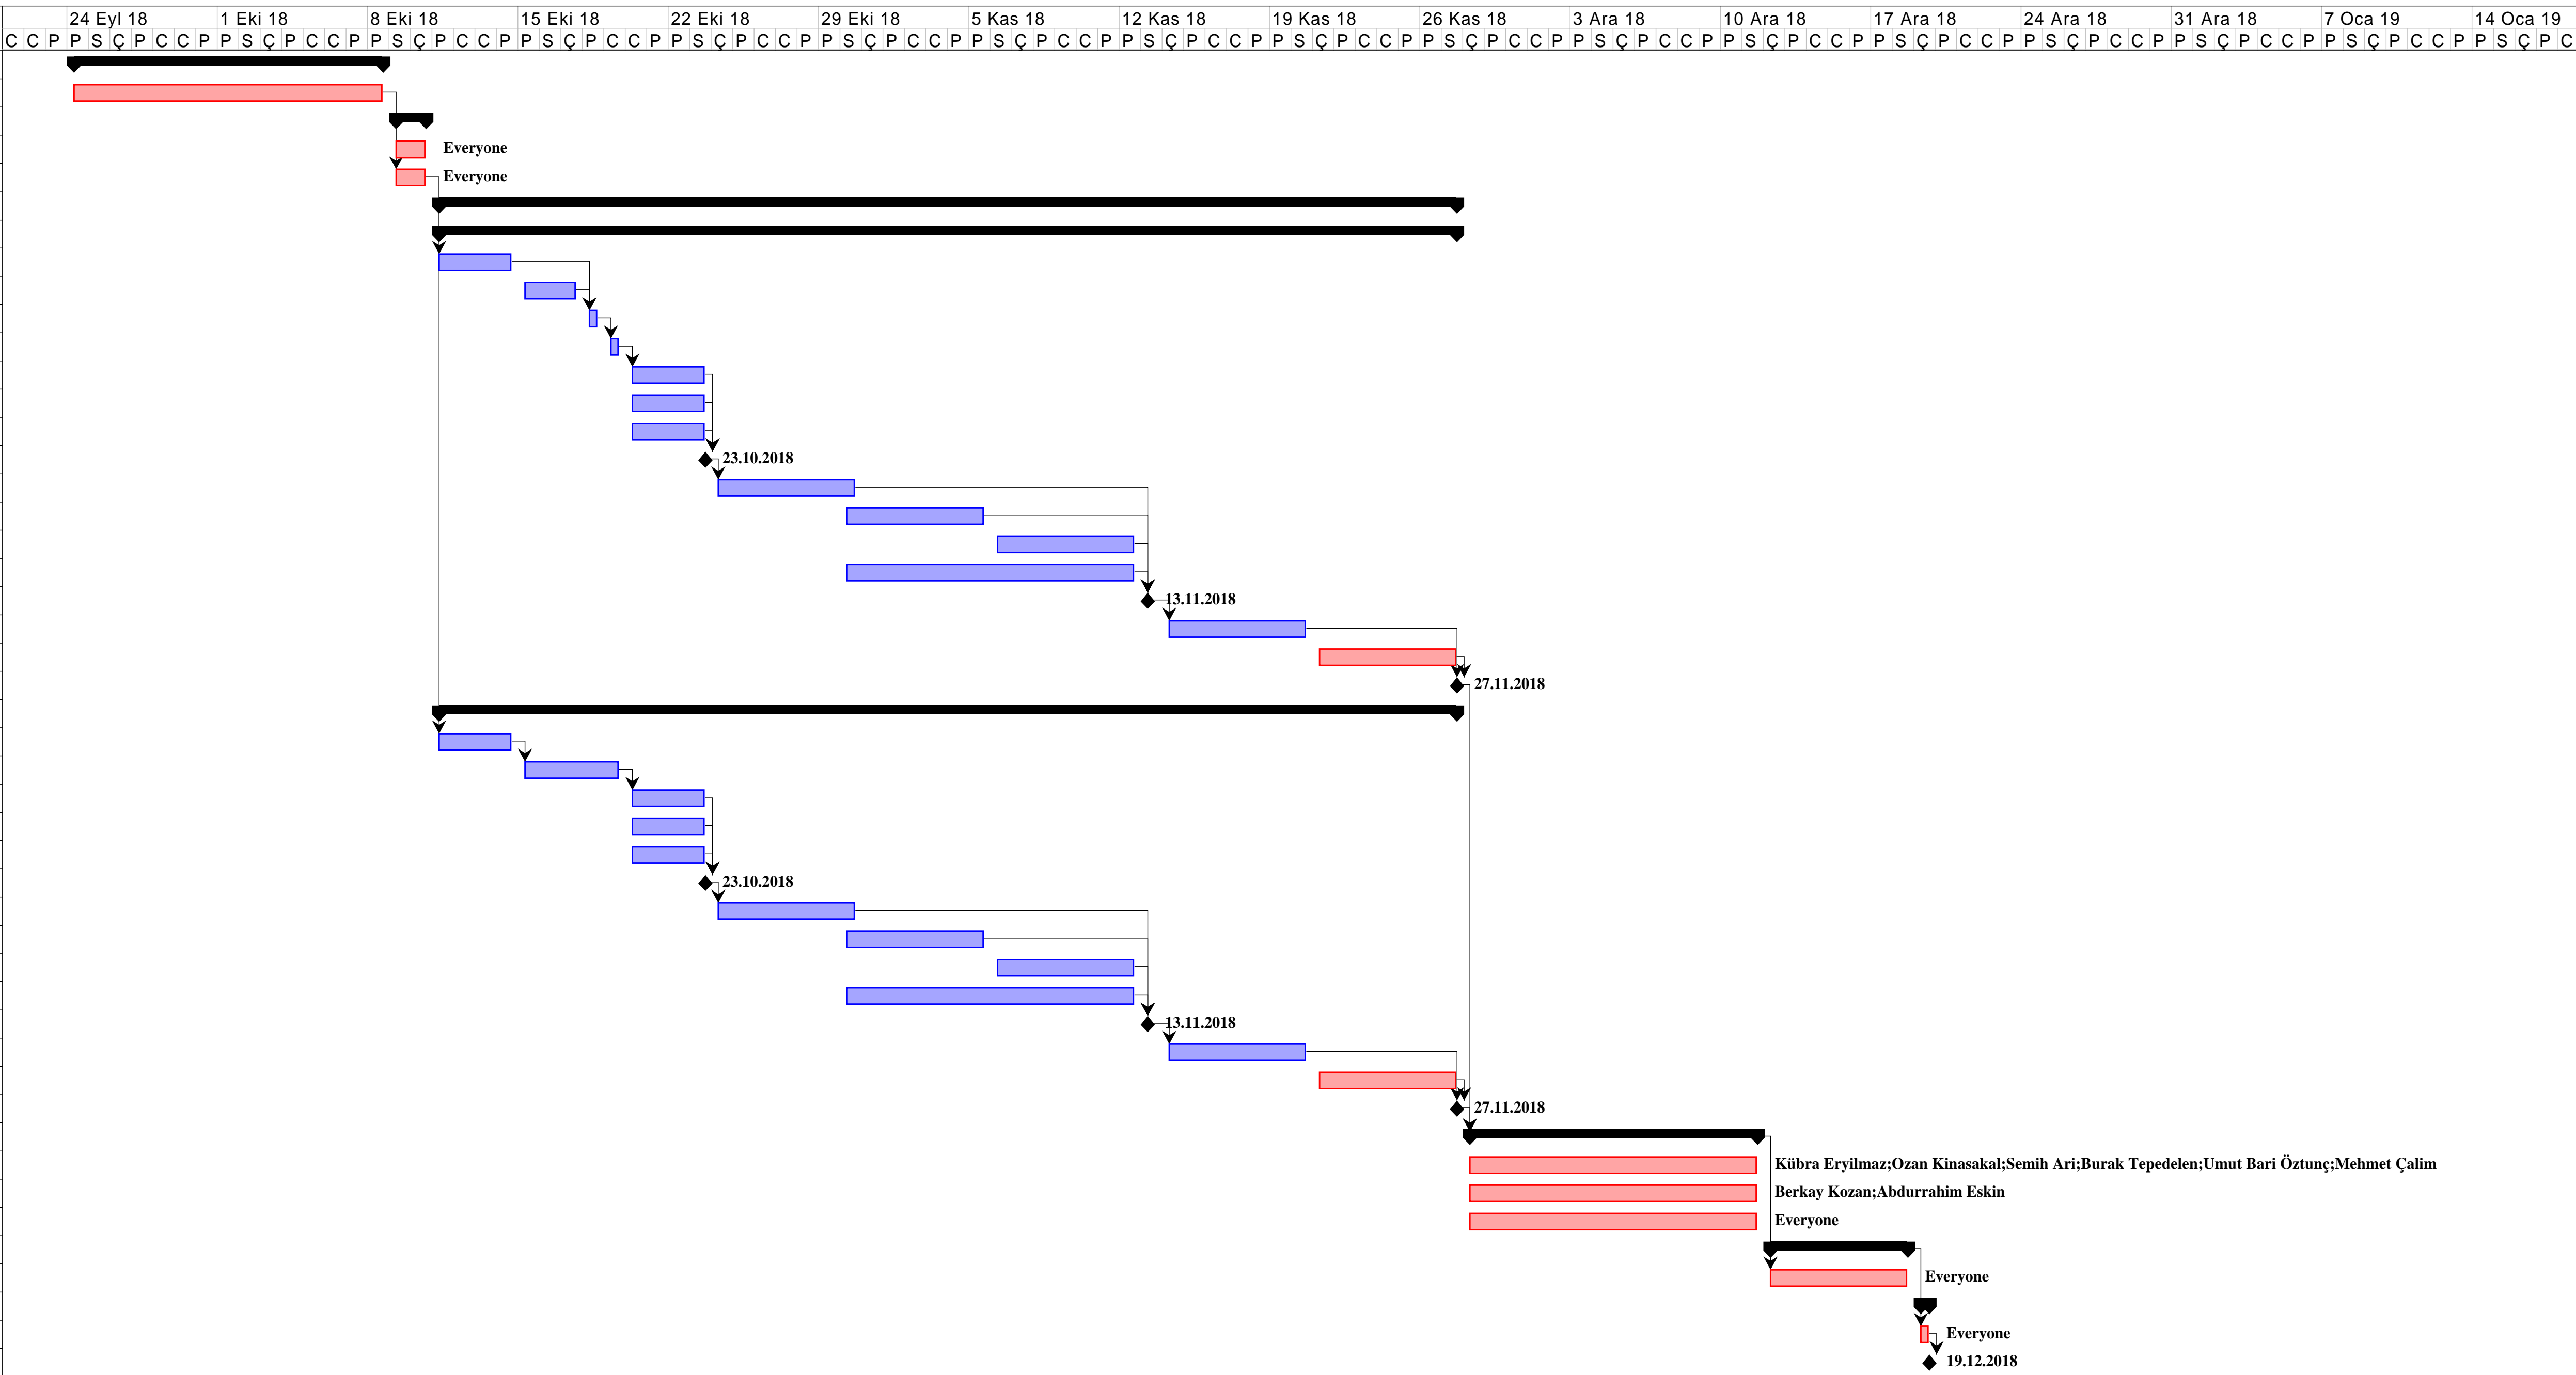 24 Eyl 18 1 Eki 18 8 Eki 18 15 Eki 18 22 Eki 18 29 Eki 18 5 Kas 18 12 Kas 18 19 Kas 18 26 Kas 18 3 Ara 18 10 Ara 18 17 Ara 18 24 Ara 18 31 Ara 18 7 Oca 19 14 Oca 19
C C P P S Ç P C C P P S Ç P C C P P S Ç P C C P P S Ç P C C P P S Ç P C C P P S Ç P C C P P S Ç P C C P P S Ç P C C P P S Ç P C C P P S Ç P C C P P S Ç P C C P P S Ç P C C P P S Ç P C C P P S Ç P C C P P S Ç P C C P P S Ç P C C P P S Ç P C
Everyone
Everyone
23.10.2018
13.11.2018
27.11.2018
23.10.2018
13.11.2018
27.11.2018
Kübra Eryilmaz;Ozan Kinasakal;Semih Ari;Burak Tepedelen;Umut Bari Öztunç;Mehmet Çalim
Berkay Kozan;Abdurrahim Eskin
Everyone
Everyone
Everyone
19.12.2018